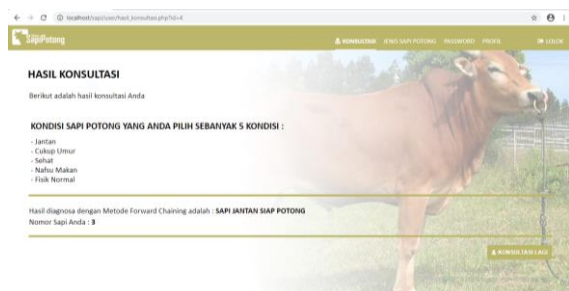 localhost/sapi/user/hasil_konsultasi.php?id=4
SapiPotong
KONSULTASI JENIS SAPI POTONG PASSWORD PROFIL
HASIL KONSULTASI
Berikut adalah hasil konsultasi Anda
KONDISI SAPI POTONG YANG ANDA PILIH SEBANYAK 5 KONDISI :
- Jantan
- Cukup Umur
- Sehat
- Nafsu Makan
- Fisik Normal
Hasil diagnosa dengan Metode Forward Chaining adalah : SAPI JANTAN SIAP POTONG
Nomor Sapi Anda : 3
KONSULTASI LAGI